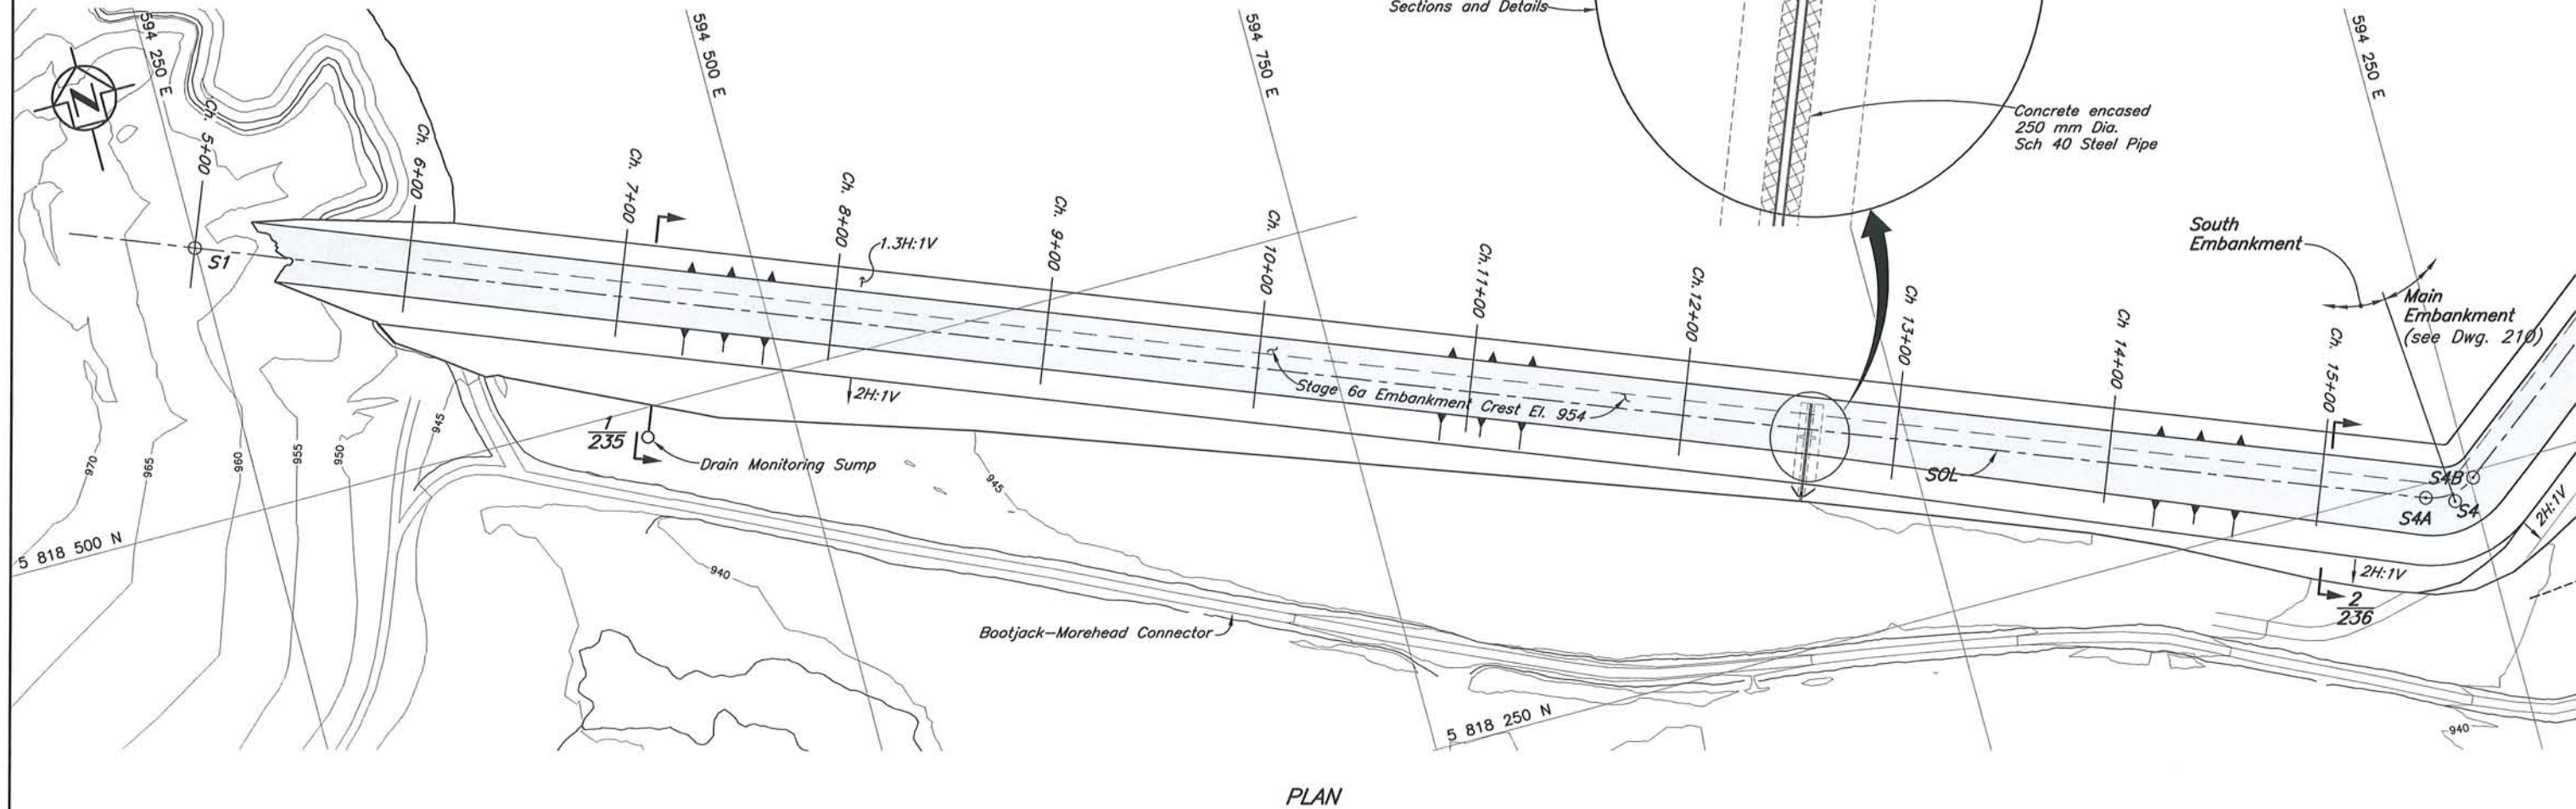 Sections and Details
594 250 E
594 500 E
594 750 E
594 250 E
N
Ch. 5+00
Ch. 6+00
Ch. 7+00
Ch. 8+00
Ch. 9+00
Ch. 10+00
Ch.11+00
Ch.12+00
Ch 13+00
Ch 14+00
Ch. 15+00
Concrete encased
250 mm Dia.
Sch 40 Steel Pipe
South
Embankment
Main
Embankment
(see Dwg. 210)
S1
1.3H:1V
2H:1V
Stage 6a Embankment Crest El. 954
SOL
S4B
S4A
S4
2H:1V
2H:1V
1
235
Drain Monitoring Sump
2
236
970
965
960
955
950
945
945
940
940
5 818 500 N
Bootjack-Morehead Connector
5 818 250 N
PLAN